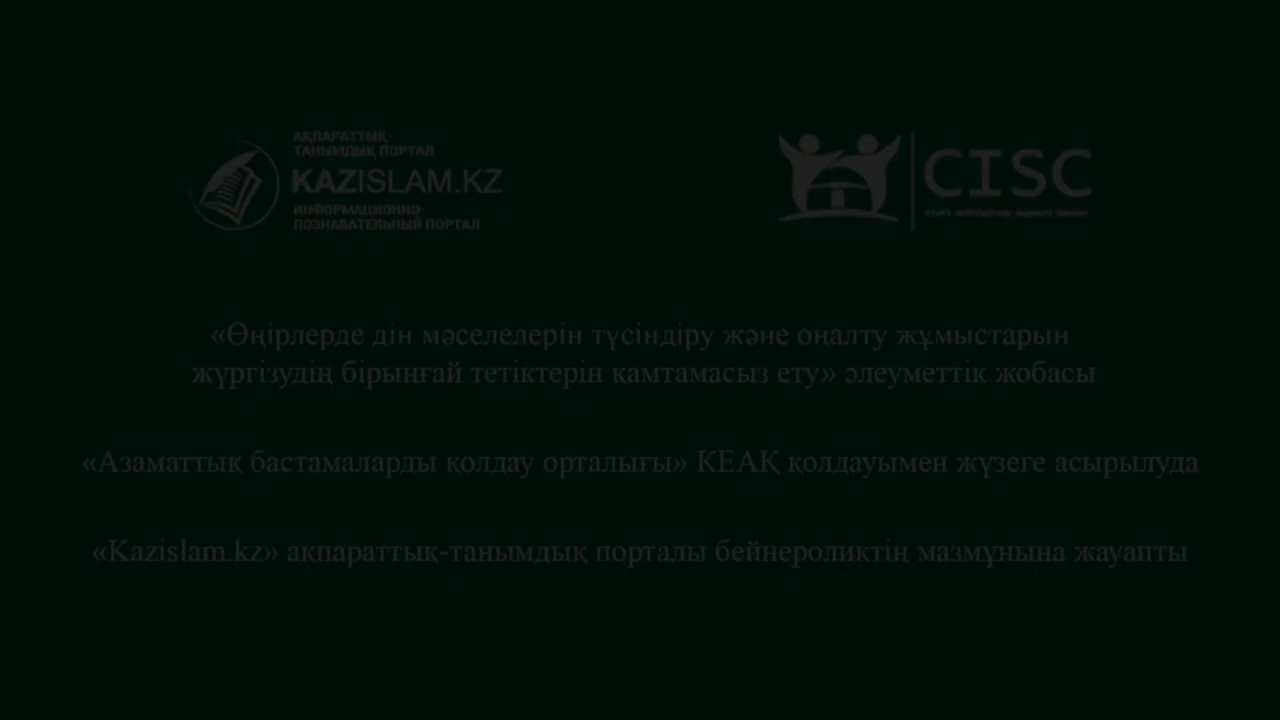 АҚПАРАТТЫҚ-
ТАНЫМДЫҚ ПОРТАЛ
KAZISLAM.KZ
ИНФОРМАЦИОННО-
ПОЗНАВАТЕЛЬНЫЙ ПОРТАЛ
CISC
«Өңірлерде дін мәселелерін түсіндіру және оңалту жұмыстарын
жүргізудің бірыңғай тетіктерін камтамасыз ету» әлеуметтік жобасы
«Азаматтық бастамаларды қолдау орталығы» КЕАҚ қолдауымен жүзеге асырылуда
«Kazislam.kz» ақпараттық-танымдық порталы бейнероликтің мазмұнына жауапты